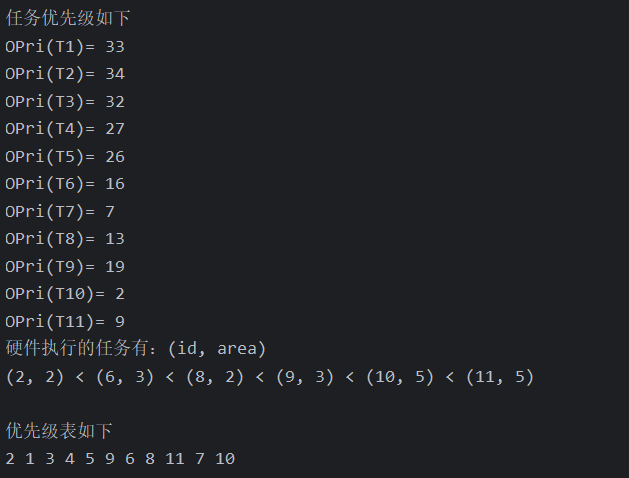 任务优先级如下
OPri(T1)= 33
OPri(T2)= 34
OPri(T3)= 32
OPri(T4)= 27
OPri(T5)= 26
OPri(T6)= 16
OPri(T7)= 7
OPri(T8)= 13
OPri(T9)= 19
OPri(T10)= 2
OPri(T11)= 9
硬件执行的任务有：(id, area)
(2, 2) < (6, 3) < (8, 2) < (9, 3) < (10, 5) < (11, 5)
优先级表如下
2 1 3 4 5 9 6 8 11 7 10